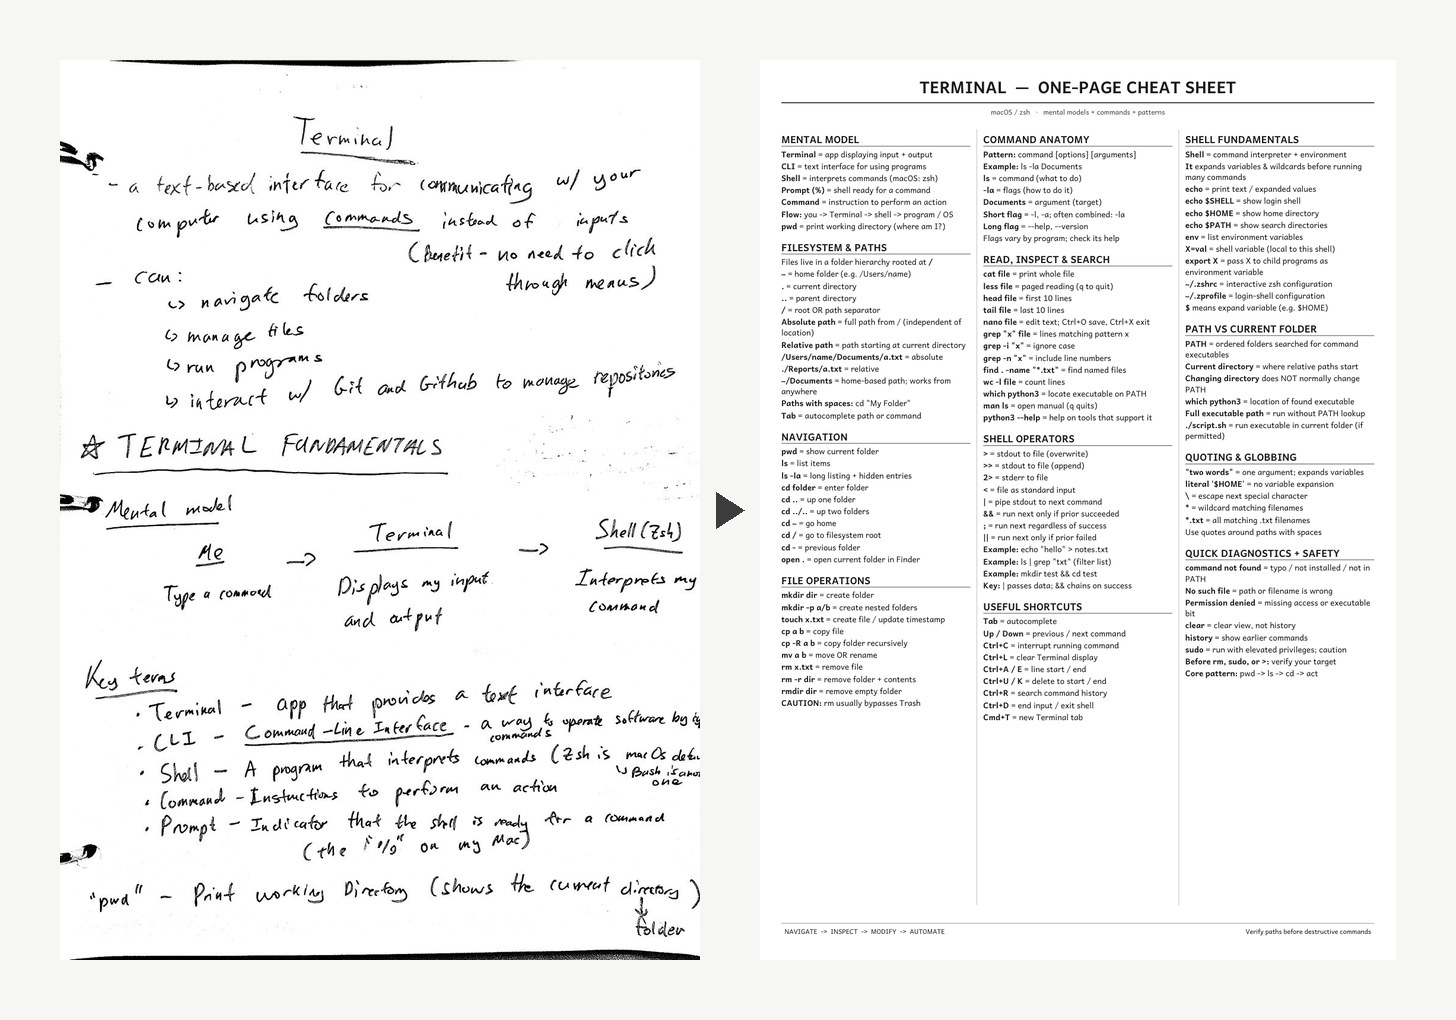 Terminal
- a text-based interface for communicating w/ your
computer using commands instead of inputs
(Benefit - no need to click
through menus)
- can:
↳ navigate folders
↳ manage files
↳ run programs
↳ interact w/ Git and Github to manage repositories
☆ TERMINAL FUNDAMENTALS
Mental model
Me → Terminal → Shell (Zsh)
Type a command
Displays my input
and output
Interprets my
command
Key terms
· Terminal - app that provides a text interface
· CLI - Command-Line Interface - a way to operate software by
commands
· Shell - A program that interprets commands (Zsh is macOs
↳ Bash is
one
· Command - Instructions to perform an action
· Prompt - Indicator that the shell is ready for a command
(the "%" on my Mac)
"pwd" - Print working Directory (shows the current directory)
↓
folder
TERMINAL — ONE-PAGE CHEAT SHEET
macOS / zsh · mental models + commands + patterns
MENTAL MODEL
Terminal = app displaying input + output
CLI = text interface for using programs
Shell = interprets commands (macOS: zsh)
Prompt (%) = shell ready for a command
Command = instruction to perform an action
Flow: you -> Terminal -> shell -> program / OS
pwd = print working directory (where am I?)
FILESYSTEM & PATHS
Files live in a folder hierarchy rooted at /
~ = home folder (e.g. /Users/name)
. = current directory
.. = parent directory
/ = root OR path separator
Absolute path = full path from / (independent of
location)
Relative path = path starting at current directory
/Users/name/Documents/a.txt = absolute
./Reports/a.txt = relative
~/Documents = home-based path; works from
anywhere
Paths with spaces: cd "My Folder"
Tab = autocomplete path or command
NAVIGATION
pwd = show current folder
ls = list items
ls -la = long listing + hidden entries
cd folder = enter folder
cd .. = up one folder
cd ../.. = up two folders
cd ~ = go home
cd / = go to filesystem root
cd - = previous folder
open . = open current folder in Finder
FILE OPERATIONS
mkdir dir = create folder
mkdir -p a/b = create nested folders
touch x.txt = create file / update timestamp
cp a b = copy file
cp -R a b = copy folder recursively
mv a b = move OR rename
rm x.txt = remove file
rm -r dir = remove folder + contents
rmdir dir = remove empty folder
CAUTION: rm usually bypasses Trash
COMMAND ANATOMY
Pattern: command [options] [arguments]
Example: ls -la Documents
ls = command (what to do)
-la = flags (how to do it)
Documents = argument (target)
Short flag = -l, -a; often combined: -la
Long flag = --help, --version
Flags vary by program; check its help
READ, INSPECT & SEARCH
cat file = print whole file
less file = paged reading (q to quit)
head file = first 10 lines
tail file = last 10 lines
nano file = edit text; Ctrl+O save, Ctrl+X exit
grep "x" file = lines matching pattern x
grep -i "x" = ignore case
grep -n "x" = include line numbers
find . -name "*.txt" = find named files
wc -l file = count lines
which python3 = locate executable on PATH
man ls = open manual (q quits)
python3 --help = help on tools that support it
SHELL OPERATORS
> = stdout to file (overwrite)
>> = stdout to file (append)
2> = stderr to file
< = file as standard input
| = pipe stdout to next command
&& = run next only if prior succeeded
; = run next regardless of success
|| = run next only if prior failed
Example: echo "hello" > notes.txt
Example: ls | grep "txt" (filter list)
Example: mkdir test && cd test
Key: | passes data; && chains on success
USEFUL SHORTCUTS
Tab = autocomplete
Up / Down = previous / next command
Ctrl+C = interrupt running command
Ctrl+L = clear Terminal display
Ctrl+A / E = line start / end
Ctrl+U / K = delete to start / end
Ctrl+R = search command history
Ctrl+D = end input / exit shell
Cmd+T = new Terminal tab
SHELL FUNDAMENTALS
Shell = command interpreter + environment
It expands variables & wildcards before running
many commands
echo = print text / expanded values
echo $SHELL = show login shell
echo $HOME = show home directory
echo $PATH = show search directories
env = list environment variables
X=val = shell variable (local to this shell)
export X = pass X to child programs as
environment variable
~/.zshrc = interactive zsh configuration
~/.zprofile = login-shell configuration
$ means expand variable (e.g. $HOME)
PATH VS CURRENT FOLDER
PATH = ordered folders searched for command
executables
Current directory = where relative paths start
Changing directory does NOT normally change
PATH
which python3 = location of found executable
Full executable path = run without PATH lookup
./script.sh = run executable in current folder (if
permitted)
QUOTING & GLOBBING
"two words" = one argument; expands variables
literal '$HOME' = no variable expansion
\ = escape next special character
* = wildcard matching filenames
*.txt = all matching .txt filenames
Use quotes around paths with spaces
QUICK DIAGNOSTICS + SAFETY
command not found = typo / not installed / not in
PATH
No such file = path or filename is wrong
Permission denied = missing access or executable
bit
clear = clear view, not history
history = show earlier commands
sudo = run with elevated privileges; caution
Before rm, sudo, or >: verify your target
Core pattern: pwd -> ls -> cd -> act
NAVIGATE -> INSPECT -> MODIFY -> AUTOMATE
Verify paths before destructive commands